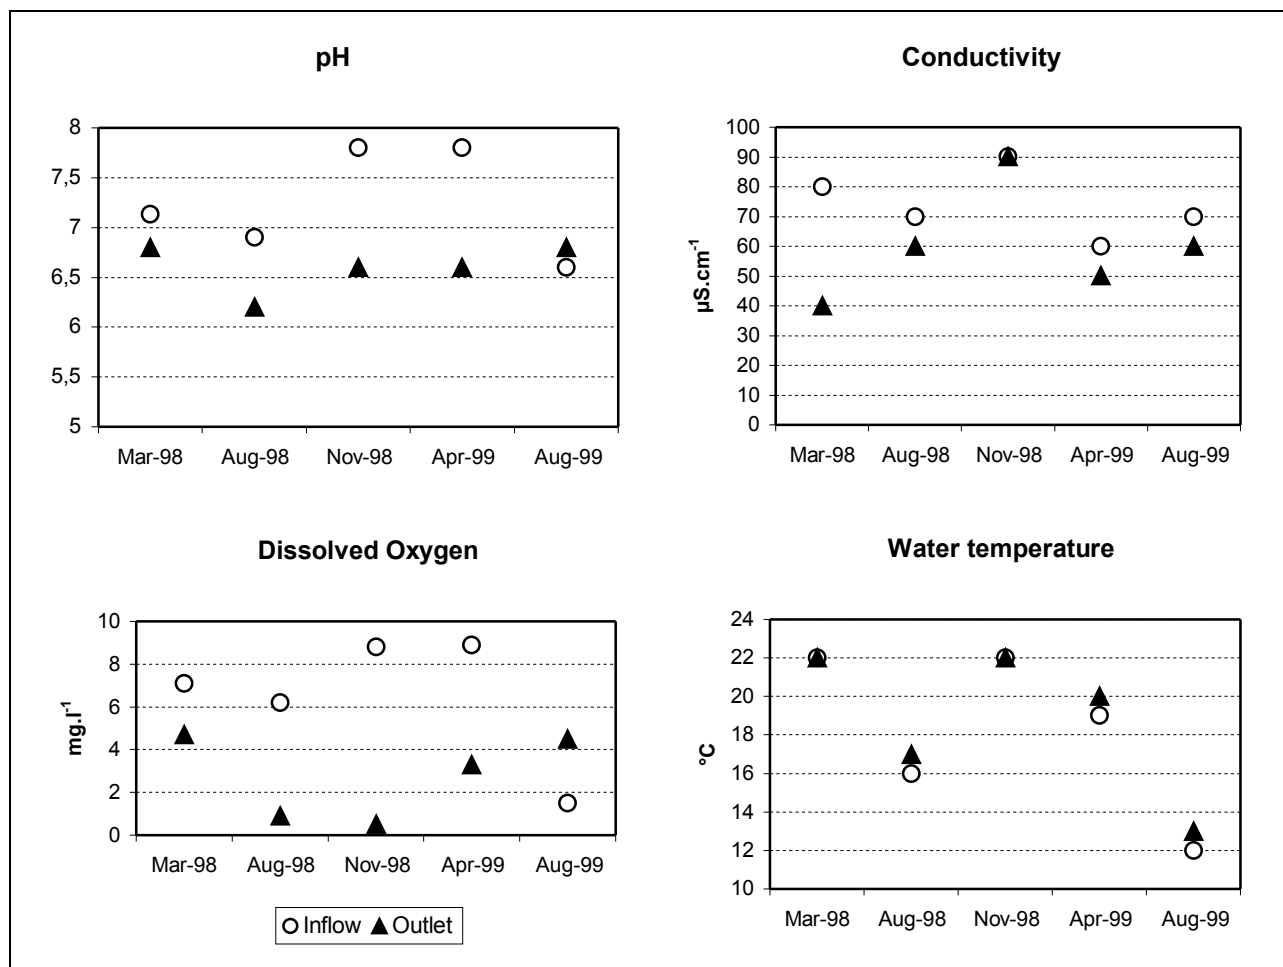 pH
8
7,5
7
6,5
6
5,5
5
Mar-98 Aug-98 Nov-98 Apr-99 Aug-99
Conductivity
µS.cm-1
100
90
80
70
60
50
40
30
20
10
0
Mar-98 Aug-98 Nov-98 Apr-99 Aug-99
Dissolved Oxygen
mg.l-1
10
8
6
4
2
0
Mar-98 Aug-98 Nov-98 Apr-99 Aug-99
Inflow Outlet
Water temperature
°C
24
22
20
18
16
14
12
10
Mar-98 Aug-98 Nov-98 Apr-99 Aug-99